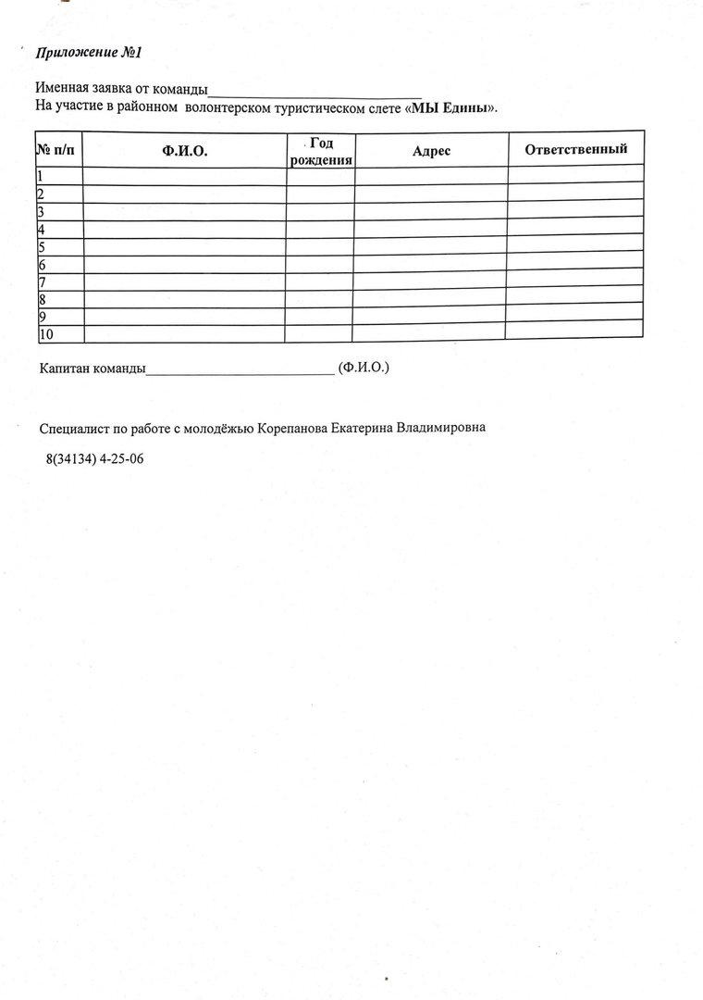 Приложение №1
Именная заявка от команды_______________________________
На участие в районном волонтерском туристическом слете «МЫ Едины».
№ п/п Ф.И.О. Год рождения Адрес Ответственный
1
2
3
4
5
6
7
8
9
10
Капитан команды___________________________ (Ф.И.О.)
Специалист по работе с молодёжью Корепанова Екатерина Владимировна
8(34134) 4-25-06